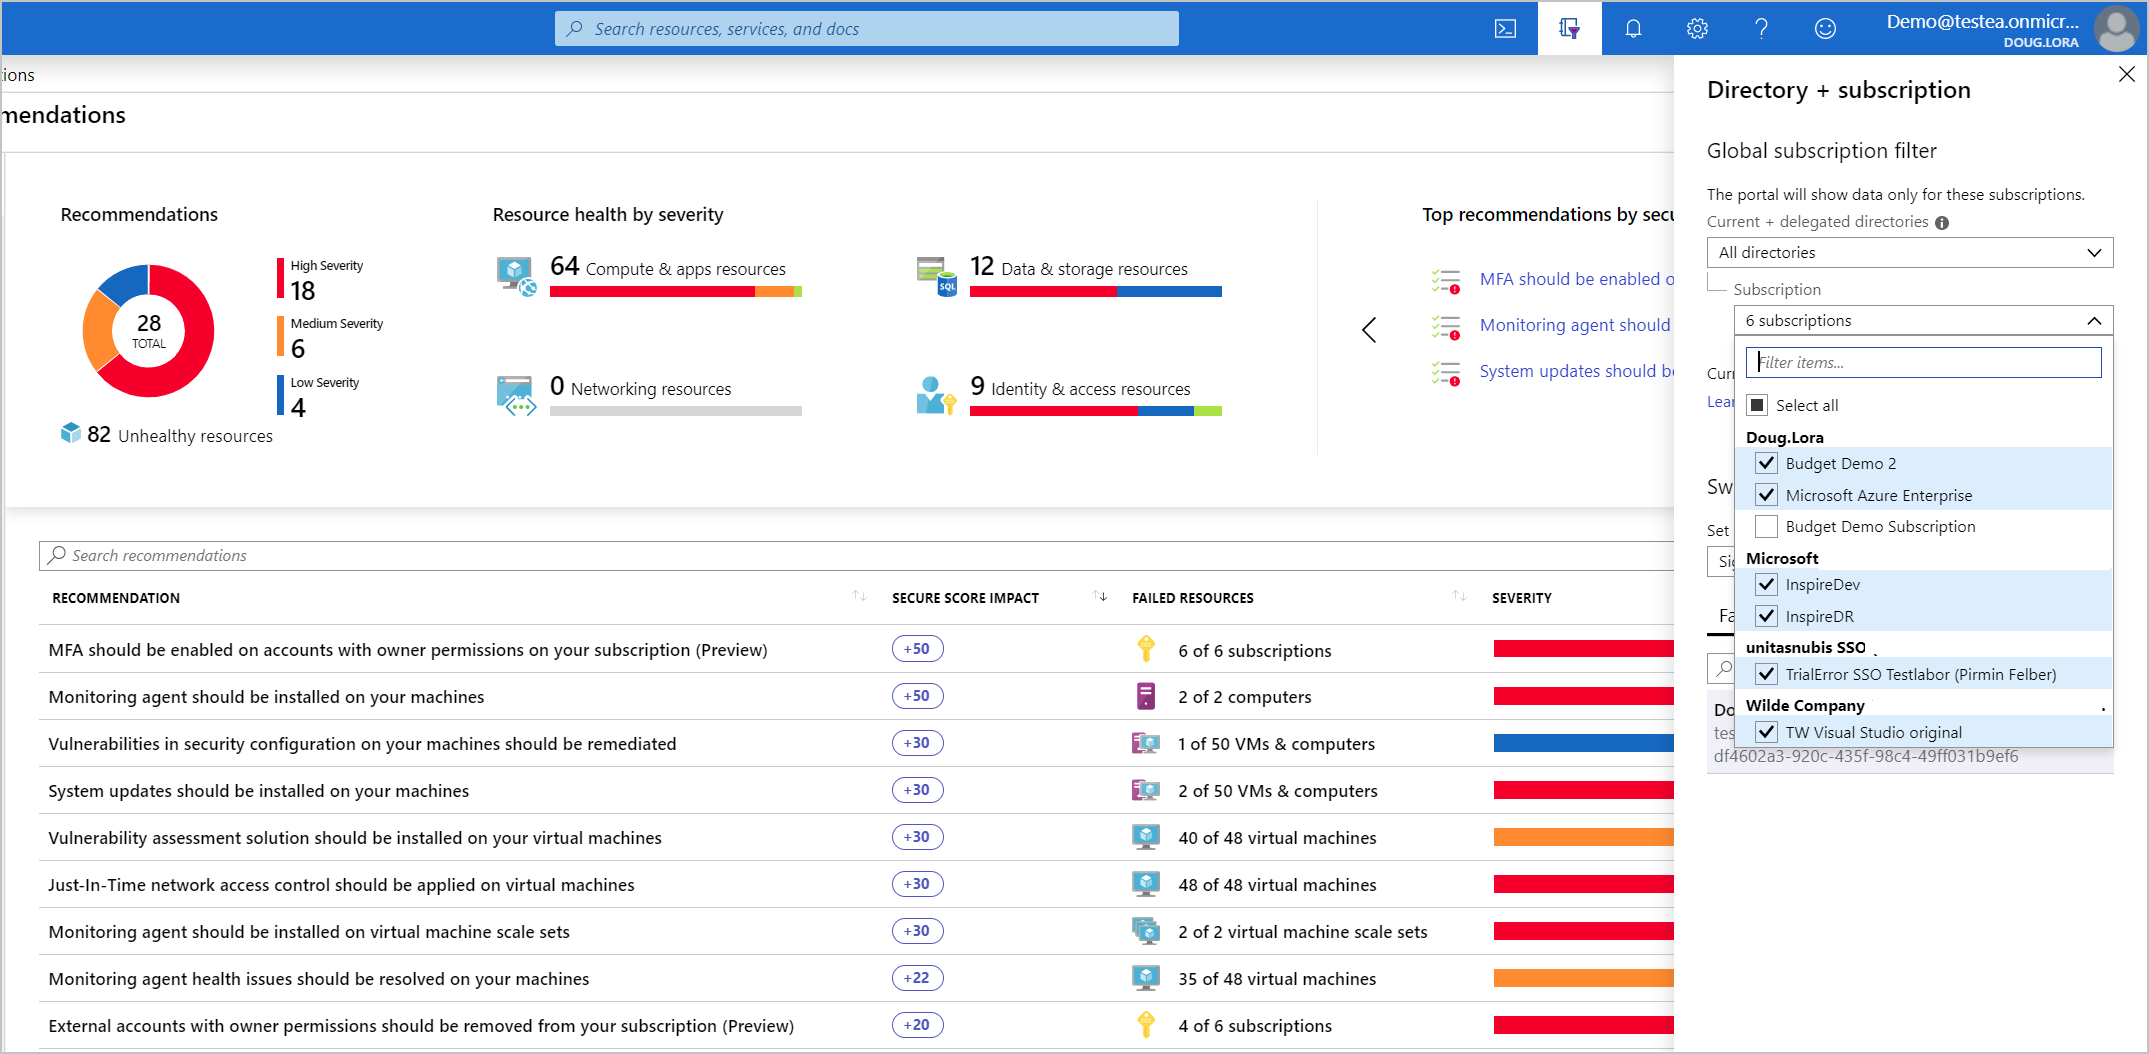 Search resources, services, and docs
Demo@testea.onmicr...
DOUG.LORA
tions
mendations
Recommendations
28
TOTAL
High Severity
18
Medium Severity
6
Low Severity
4
82 Unhealthy resources
Resource health by severity
64 Compute & apps resources
SQL
12 Data & storage resources
0 Networking resources
9 Identity & access resources
Top recommendations by secu
MFA should be enabled o
Monitoring agent should
System updates should be
Search recommendations
RECOMMENDATION SECURE SCORE IMPACT FAILED RESOURCES SEVERITY
MFA should be enabled on accounts with owner permissions on your subscription (Preview) +50 6 of 6 subscriptions
Monitoring agent should be installed on your machines +50 2 of 2 computers
Vulnerabilities in security configuration on your machines should be remediated +30 1 of 50 VMs & computers
System updates should be installed on your machines +30 2 of 50 VMs & computers
Vulnerability assessment solution should be installed on your virtual machines +30 40 of 48 virtual machines
Just-In-Time network access control should be applied on virtual machines +30 48 of 48 virtual machines
Monitoring agent should be installed on virtual machine scale sets +30 2 of 2 virtual machine scale sets
Monitoring agent health issues should be resolved on your machines +22 35 of 48 virtual machines
External accounts with owner permissions should be removed from your subscription (Preview) +20 4 of 6 subscriptions
Directory + subscription
Global subscription filter
The portal will show data only for these subscriptions.
Current + delegated directories
All directories
Subscription
6 subscriptions
Filter items...
Select all
Doug.Lora
Budget Demo 2
Microsoft Azure Enterprise
Budget Demo Subscription
Microsoft
InspireDev
InspireDR
unitasnubis SSO
TrialError SSO Testlabor (Pirmin Felber)
Wilde Company
TW Visual Studio original
Curr
Lear
Sw
Set
Sig
Fa
Do
tes
df4602a3-920c-435f-98c4-49ff031b9ef6